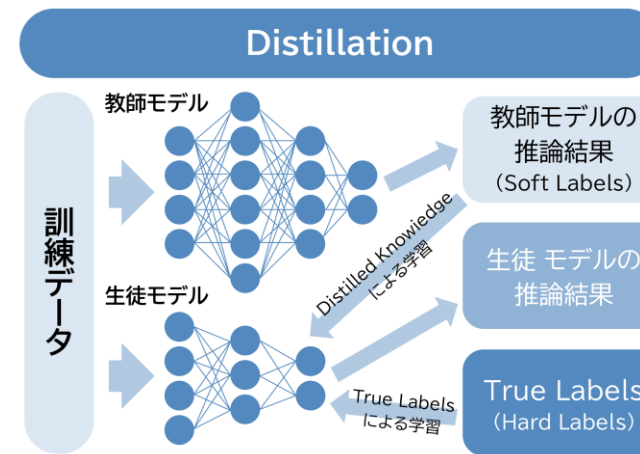 Distillation
訓練データ
教師モデル
生徒モデル
教師モデルの
推論結果
（Soft Labels）
Distilled Knowiedge
による学習
生徒 モデルの
推論結果
True Labels
（Hard Labels）
True Labels
による学習